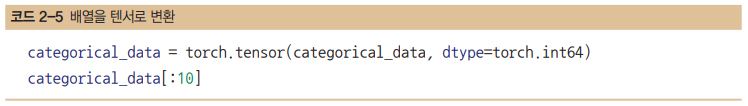 코드 2-5 배열을 텐서로 변환
categorical_data = torch.tensor(categorical_data, dtype=torch.int64)
categorical_data[:10]